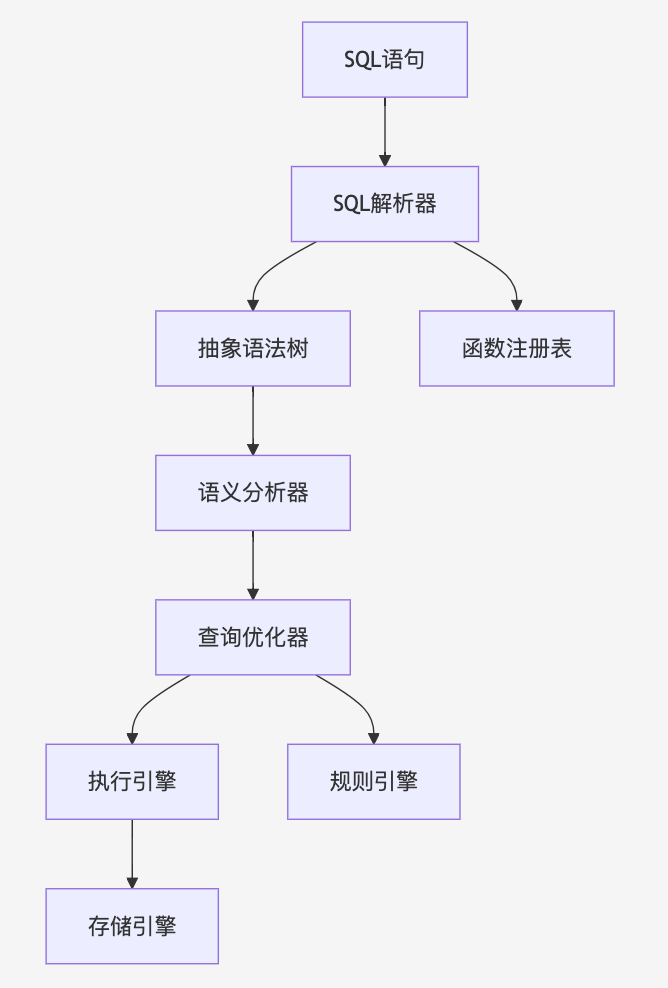 SQL语句
SQL解析器
抽象语法树
函数注册表
语义分析器
查询优化器
执行引擎
规则引擎
存储引擎